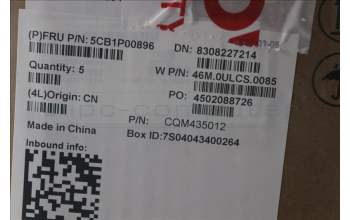 (P)FRU P/N: 5CB1P00896 DN: 8308227214
Quantity: 5 W P/N: 46M.0ULCS.0085
(4L)Origin: CN PO: 4502088726
Made in China P/N: CQM435012
Inbound info: Box ID:7S04043400264